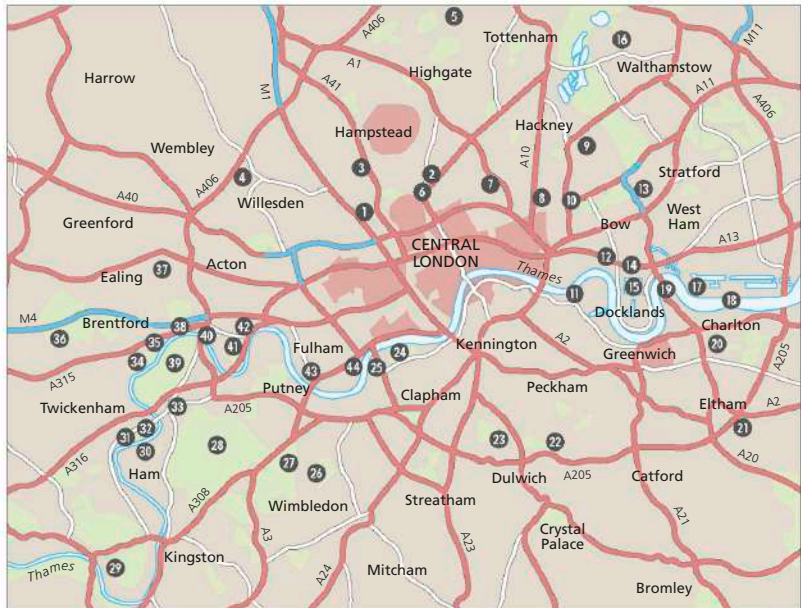 5
A406
Tottenham
16
M11
Harrow
A1
Highgate
Walthamstow
M1
A41
A11
A406
Hampstead
Hackney
Wembley
3
A10
9
2
4
6
7
8
10
13
Stratford
A40
A406
Willesden
1
Bow
West
Ham
Greenford
CENTRAL
LONDON
A13
Ealing
37
Acton
Thames
12
14
11
15
19
17
18
M4
Brentford
38
42
Docklands
36
35
40
41
Fulham
Kennington
A2
Charlton
34
39
43
44
24
25
Greenwich
20
A205
A315
Putney
Clapham
Peckham
Twickenham
33
A205
Eltham
A2
32
31
30
28
23
22
21
A316
Ham
27
26
Dulwich
A205
Catford
A20
A308
Wimbledon
Streatham
A21
A3
Crystal
Palace
Thames
29
Kingston
A24
Mitcham
A23
Bromley